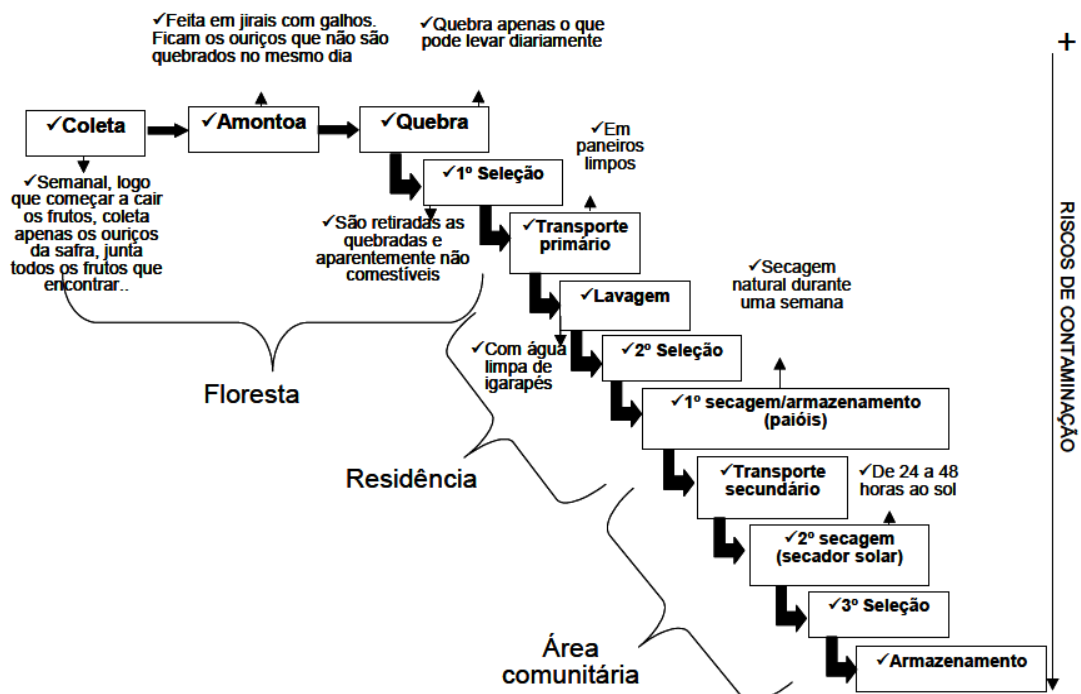 ✓Feita em jirais com galhos.
Ficam os ouriços que não são
quebrados no mesmo dia
✓Quebra apenas o que
pode levar diariamente
+
✓Coleta
✓Amontoa
✓Quebra
✓Em
paneiros
limpos
✓1º Seleção
✓Semanal, logo
que começar a cair
os frutos, coleta
apenas os ouriços
da safra, junta
todos os frutos que
encontrar..
✓São retiradas as
quebradas e
aparentemente não
comestíveis
✓Transporte
primário
✓Secagem
natural durante
uma semana
RISCOS DE CONTAMINAÇÃO
✓Lavagem
✓Com água
limpa de
igarapés
✓2º Seleção
Floresta
✓1º secagem/armazenamento
(paióis)
Residência
✓Transporte
secundário
✓De 24 a 48
horas ao sol
✓2º secagem
(secador solar)
✓3º Seleção
Área
comunitária
✓Armazenamento